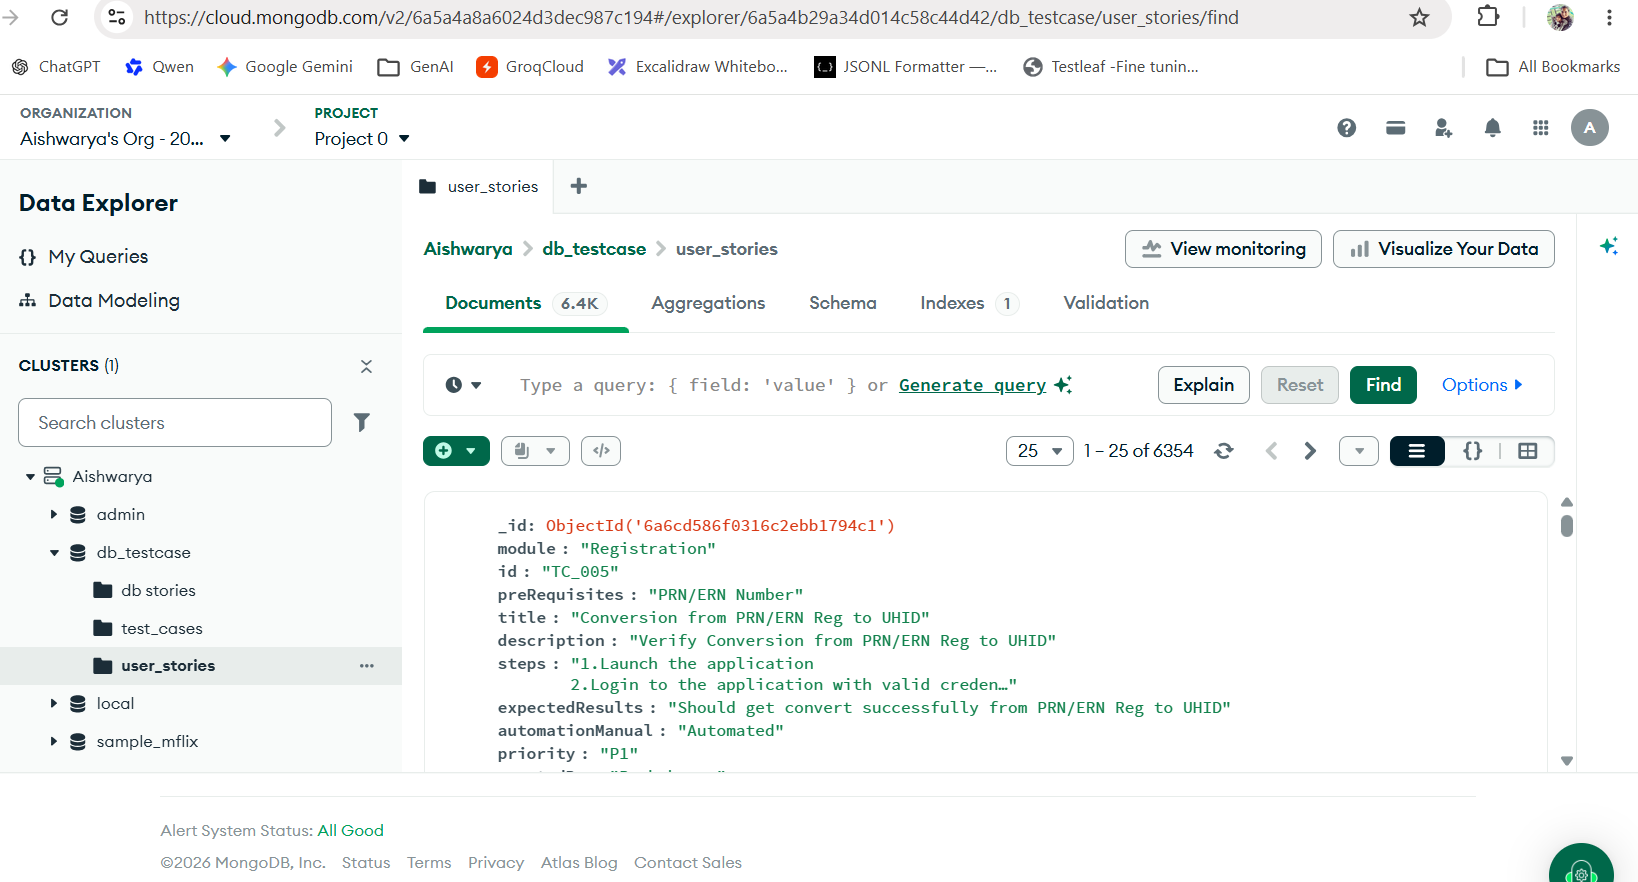 https://cloud.mongodb.com/v2/6a5a4a8a6024d3dec987c194#/explorer/6a5a4b29a34d014c58c44d42/db_testcase/user_stories/find
ChatGPT Qwen Google Gemini GenAI GroqCloud Excalidraw Whitebo... JSONL Formatter —... Testleaf -Fine tunin... All Bookmarks
ORGANIZATION
Aishwarya's Org - 20...
PROJECT
Project 0
A
Data Explorer
My Queries
Data Modeling
CLUSTERS (1)
Search clusters
Aishwarya
admin
db_testcase
db stories
test_cases
user_stories
local
sample_mflix
user_stories
Aishwarya > db_testcase > user_stories
View monitoring
Visualize Your Data
Documents 6.4K Aggregations Schema Indexes 1 Validation
Type a query: { field: 'value' } or Generate query
Explain Reset Find Options
25 1 – 25 of 6354
_id: ObjectId('6a6cd586f0316c2ebb1794c1')
module : "Registration"
id : "TC_005"
preRequisites : "PRN/ERN Number"
title : "Conversion from PRN/ERN Reg to UHID"
description : "Verify Conversion from PRN/ERN Reg to UHID"
steps : "1.Launch the application
2.Login to the application with valid creden…"
expectedResults : "Should get convert successfully from PRN/ERN Reg to UHID"
automationManual : "Automated"
priority : "P1"
Alert System Status: All Good
©2026 MongoDB, Inc. Status Terms Privacy Atlas Blog Contact Sales